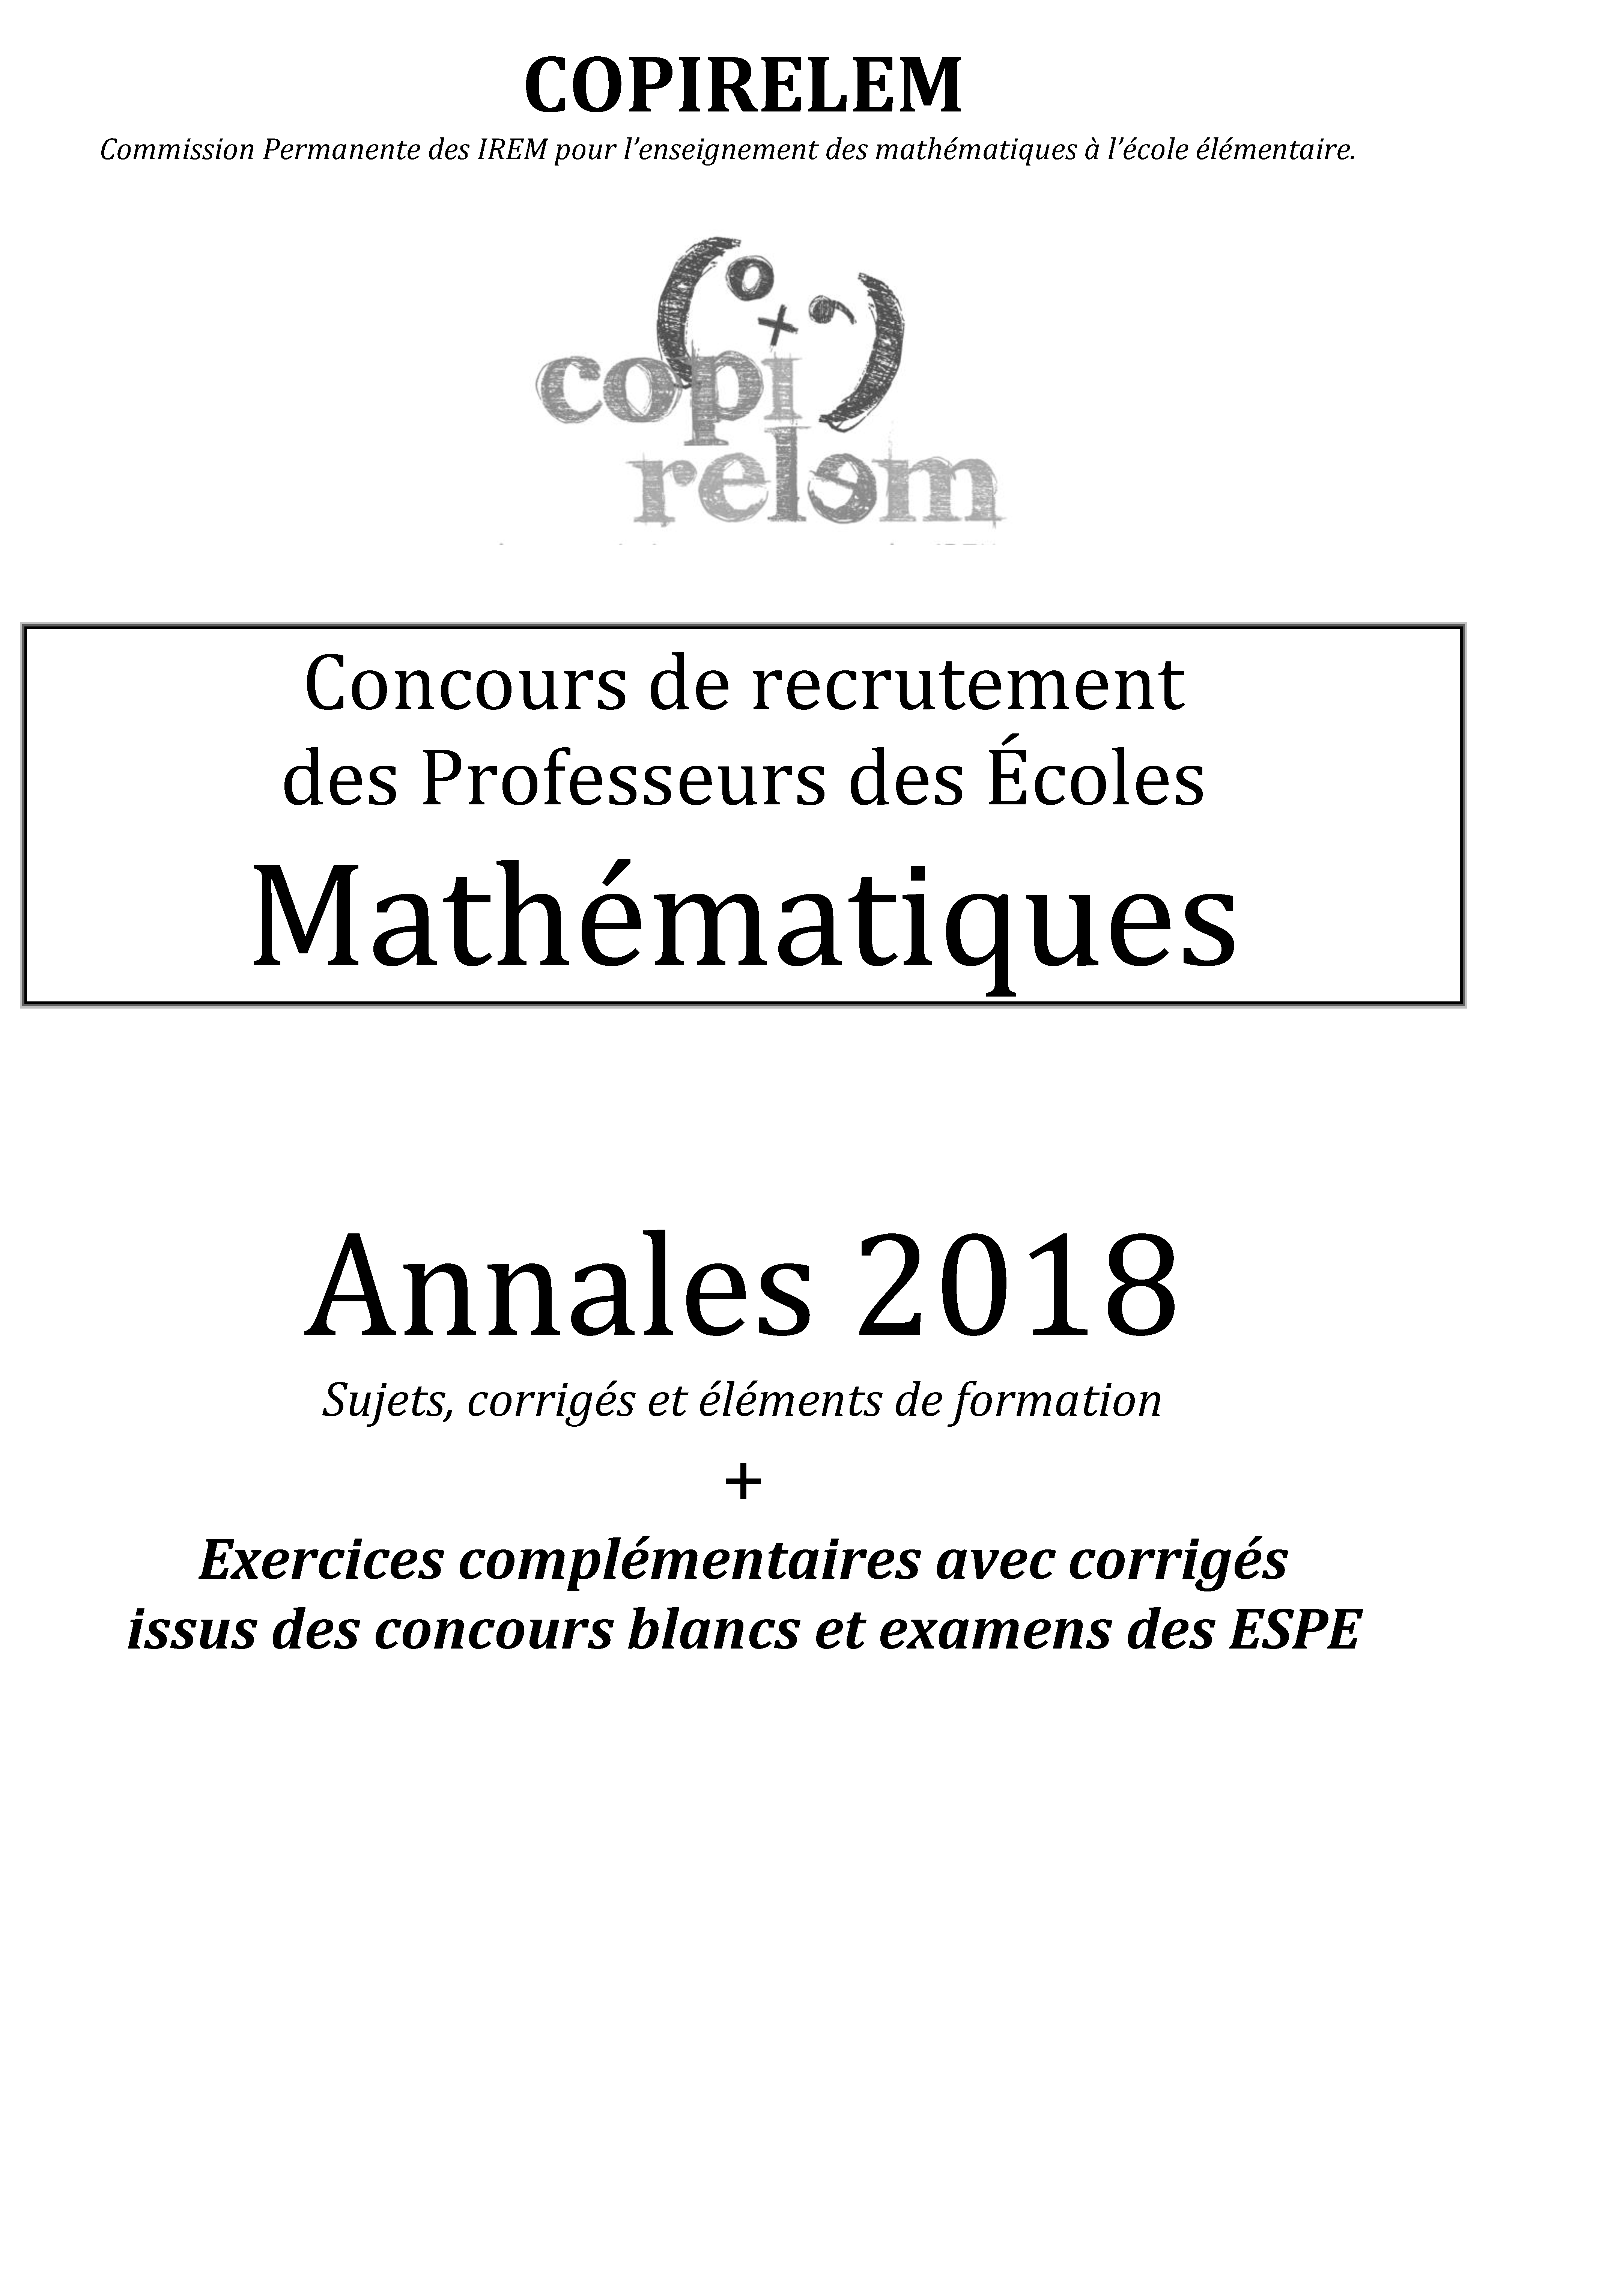 COPIRELEM
Commission Permanente des IREM pour l’enseignement des mathématiques à l’école élémentaire.
copi
relem
Concours de recrutement
des Professeurs des Écoles
Mathématiques
Annales 2018
Sujets, corrigés et éléments de formation
+
Exercices complémentaires avec corrigés
issus des concours blancs et examens des ESPE